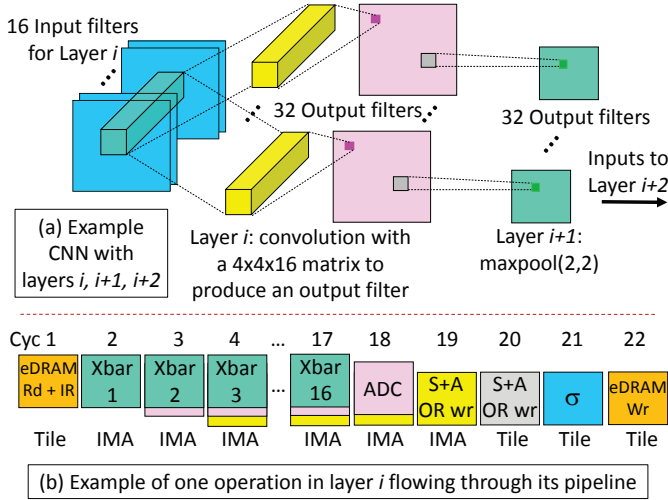 16 Input filters
for Layer i
32 Output filters
32 Output filters
Inputs to
Layer i+2
(a) Example
CNN with
layers i, i+1, i+2
Layer i: convolution with
a 4x4x16 matrix to
produce an output filter
Layer i+1:
maxpool(2,2)
Cyc 1 2 3 4 ... 17 18 19 20 21 22
eDRAM
Rd + IR
Xbar
1
Xbar
2
Xbar
3
...
Xbar
16
ADC
S+A
OR wr
S+A
OR wr
σ
eDRAM
Wr
Tile IMA IMA IMA IMA IMA IMA Tile Tile Tile
(b) Example of one operation in layer i flowing through its pipeline